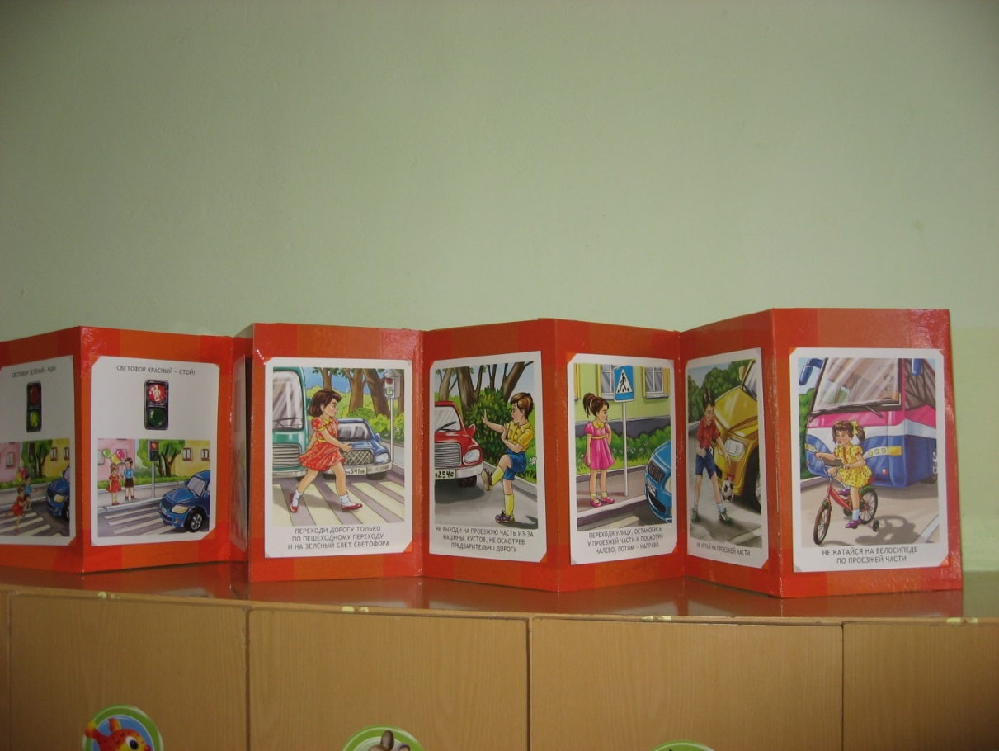 СВЕТОФОР ЗЕЛЁНЫЙ – ИДИ!
СВЕТОФОР КРАСНЫЙ – СТОЙ!
ПЕРЕХОДИ ДОРОГУ ТОЛЬКО
ПО ПЕШЕХОДНОМУ ПЕРЕХОДУ
И НА ЗЕЛЁНЫЙ СВЕТ СВЕТОФОРА
о254с
НЕ ВЫХОДИ НА ПРОЕЗЖУЮ ЧАСТЬ ИЗ-ЗА
МАШИНЫ, КУСТОВ, НЕ ОСМОТРЕВ
ПРЕДВАРИТЕЛЬНО ДОРОГУ
ПЕРЕХОДЯ УЛИЦУ, ОСТАНОВИСЬ
У ПРОЕЗЖЕЙ ЧАСТИ И ПОСМОТРИ
НАЛЕВО, ПОТОМ – НАПРАВО
НЕ ИГРАЙ НА ПРОЕЗЖЕЙ ЧАСТИ
НЕ КАТАЙСЯ НА ВЕЛОСИПЕДЕ
ПО ПРОЕЗЖЕЙ ЧАСТИ